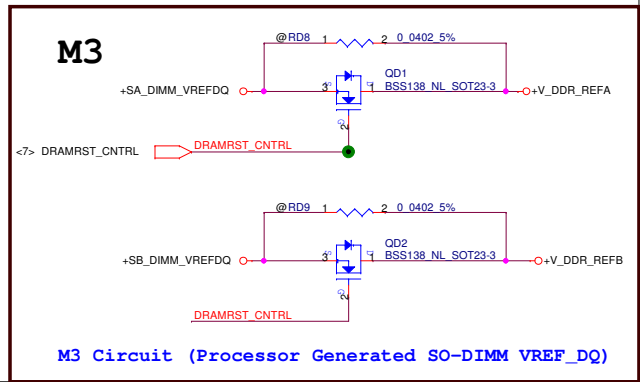 M3
@RD8 1 2 0_0402_5%
QD1
BSS138_NL_SOT23-3
+SA_DIMM_VREFDQ 3 S D 1 +V_DDR_REFA
G
2
<7> DRAMRST_CNTRL DRAMRST_CNTRL
@RD9 1 2 0_0402_5%
QD2
BSS138_NL_SOT23-3
+SB_DIMM_VREFDQ 3 S D 1 +V_DDR_REFB
G
2
DRAMRST_CNTRL
M3 Circuit (Processor Generated SO-DIMM VREF_DQ)